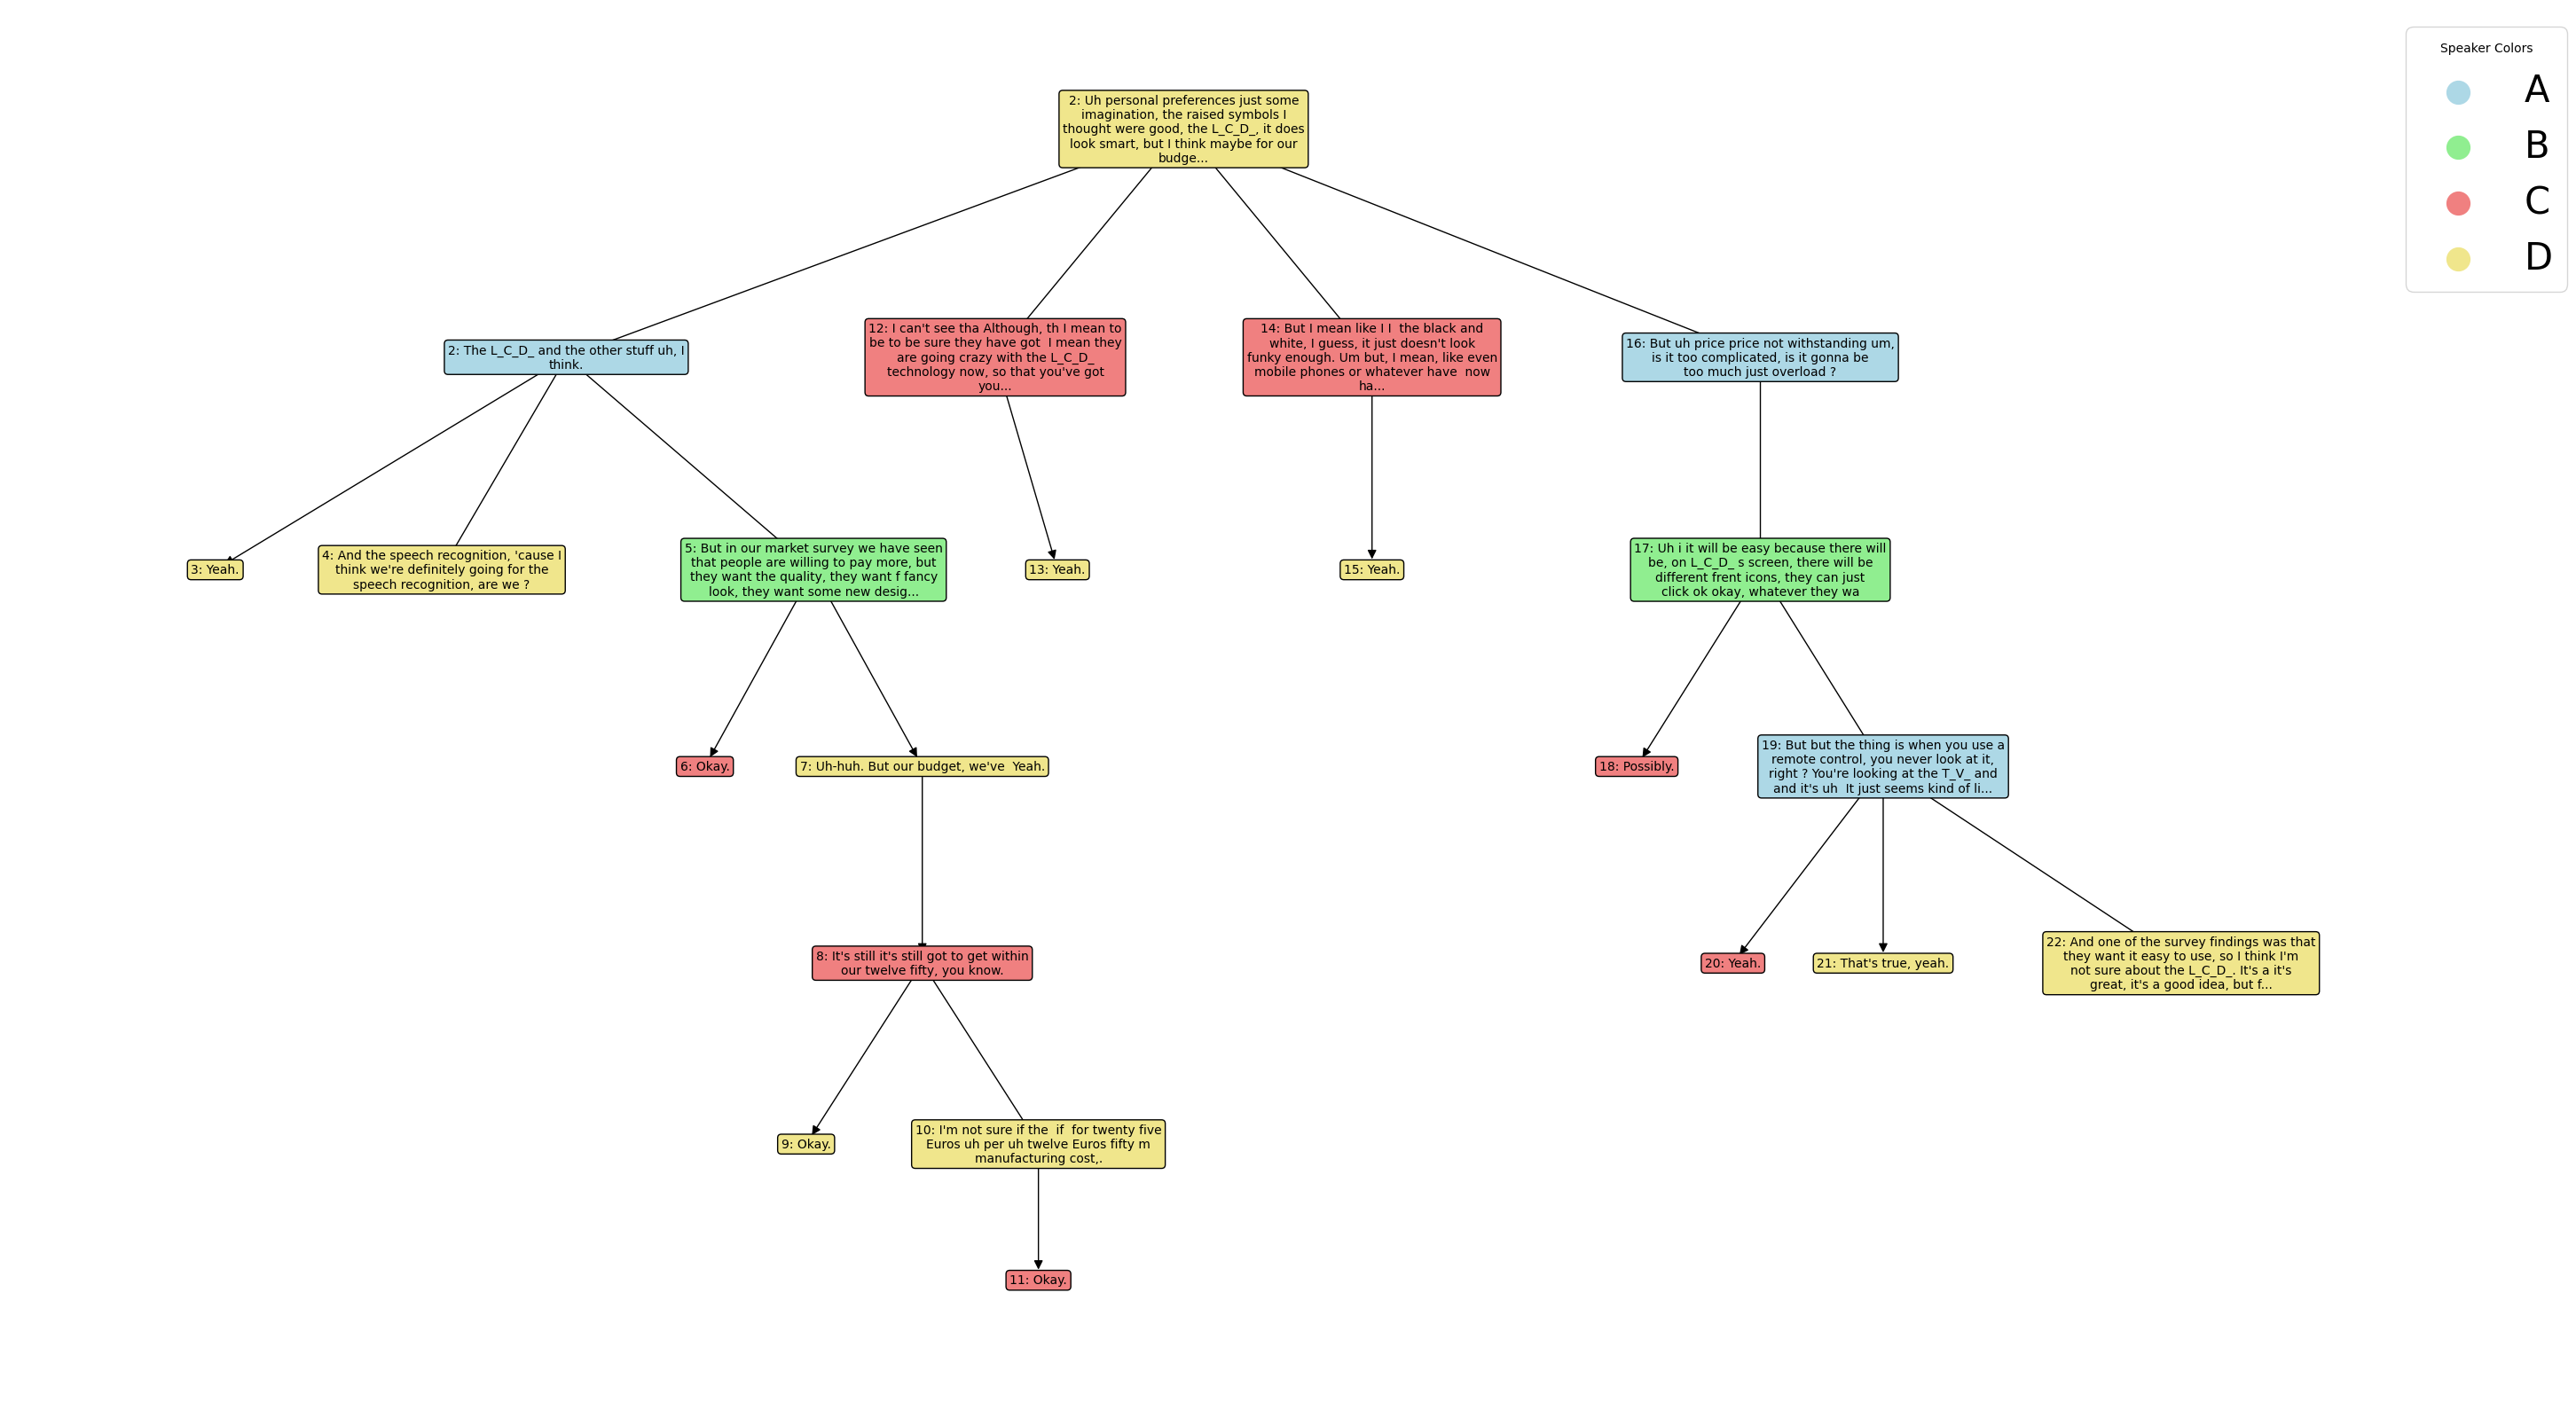 Speaker Colors
A
B
C
D
2: Uh personal preferences just some
imagination, the raised symbols I
thought were good, the L_C_D_, it does
look smart, but I think maybe for our
budge...
2: The L_C_D_ and the other stuff uh, I
think.
12: I can't see tha Although, th I mean to
be to be sure they have got  I mean they
are going crazy with the L_C_D_
technology now, so that you've got
you...
14: But I mean like I I  the black and
white, I guess, it just doesn't look
funky enough. Um but, I mean, like even
mobile phones or whatever have  now
ha...
16: But uh price price not withstanding um,
is it too complicated, is it gonna be
too much just overload ?
3: Yeah.
4: And the speech recognition, 'cause I
think we're definitely going for the
speech recognition, are we ?
5: But in our market survey we have seen
that people are willing to pay more, but
they want the quality, they want f fancy
look, they want some new desig...
13: Yeah.
15: Yeah.
17: Uh i it will be easy because there will
be, on L_C_D_ s screen, there will be
different frent icons, they can just
click ok okay, whatever they wa
6: Okay.
7: Uh-huh. But our budget, we've  Yeah.
18: Possibly.
19: But but the thing is when you use a
remote control, you never look at it,
right ? You're looking at the T_V_ and
and it's uh  It just seems kind of li...
8: It's still it's still got to get within
our twelve fifty, you know.
20: Yeah.
21: That's true, yeah.
22: And one of the survey findings was that
they want it easy to use, so I think I'm
not sure about the L_C_D_. It's a it's
great, it's a good idea, but f...
9: Okay.
10: I'm not sure if the  if  for twenty five
Euros uh per uh twelve Euros fifty m
manufacturing cost,.
11: Okay.